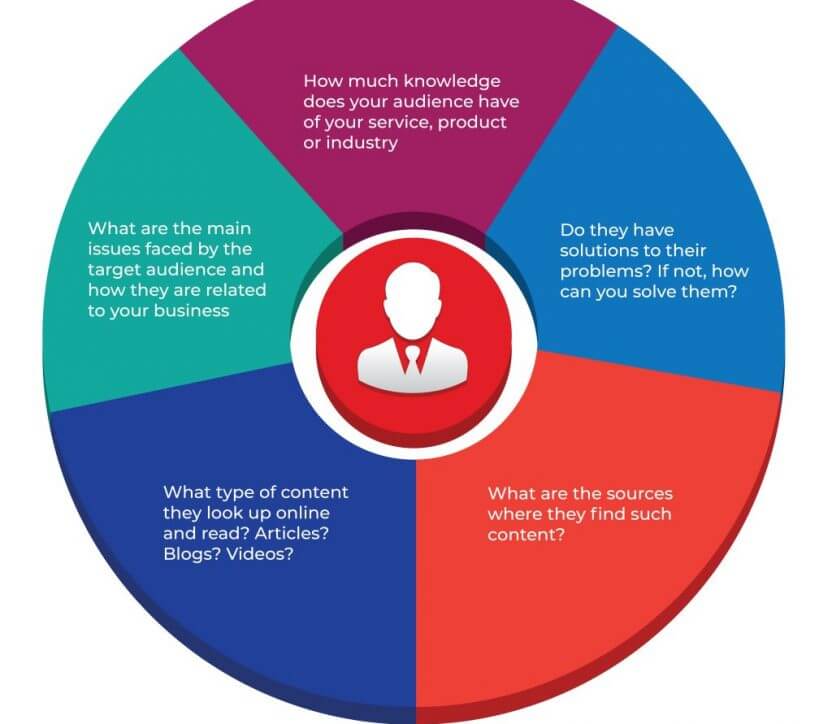 How much knowledge
does your audience have
of your service, product
or industry
What are the main
issues faced by the
target audience and
how they are related
to your business
Do they have
solutions to their
problems? If not, how
can you solve them?
What type of content
they look up online
and read? Articles?
Blogs? Videos?
What are the sources
where they find such
content?